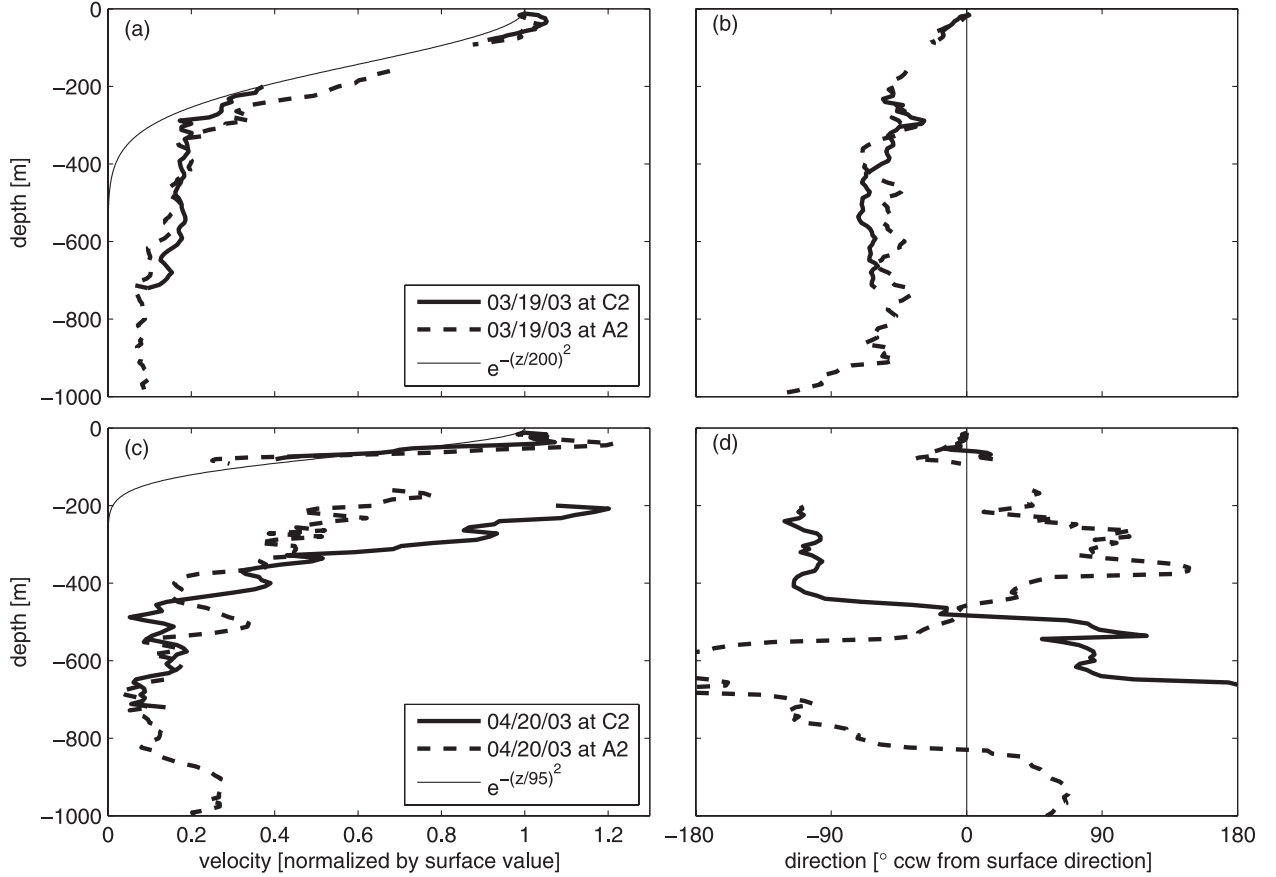 (a)
(b)
0
−200
−400
−600
−800
−1000
depth [m]
03/19/03 at C2
03/19/03 at A2
e^−(z/200)^2
(c)
(d)
0
−200
−400
−600
−800
−1000
depth [m]
04/20/03 at C2
04/20/03 at A2
e^−(z/95)^2
0 0.2 0.4 0.6 0.8 1 1.2
velocity [normalized by surface value]
−180 −90 0 90 180
direction [° ccw from surface direction]